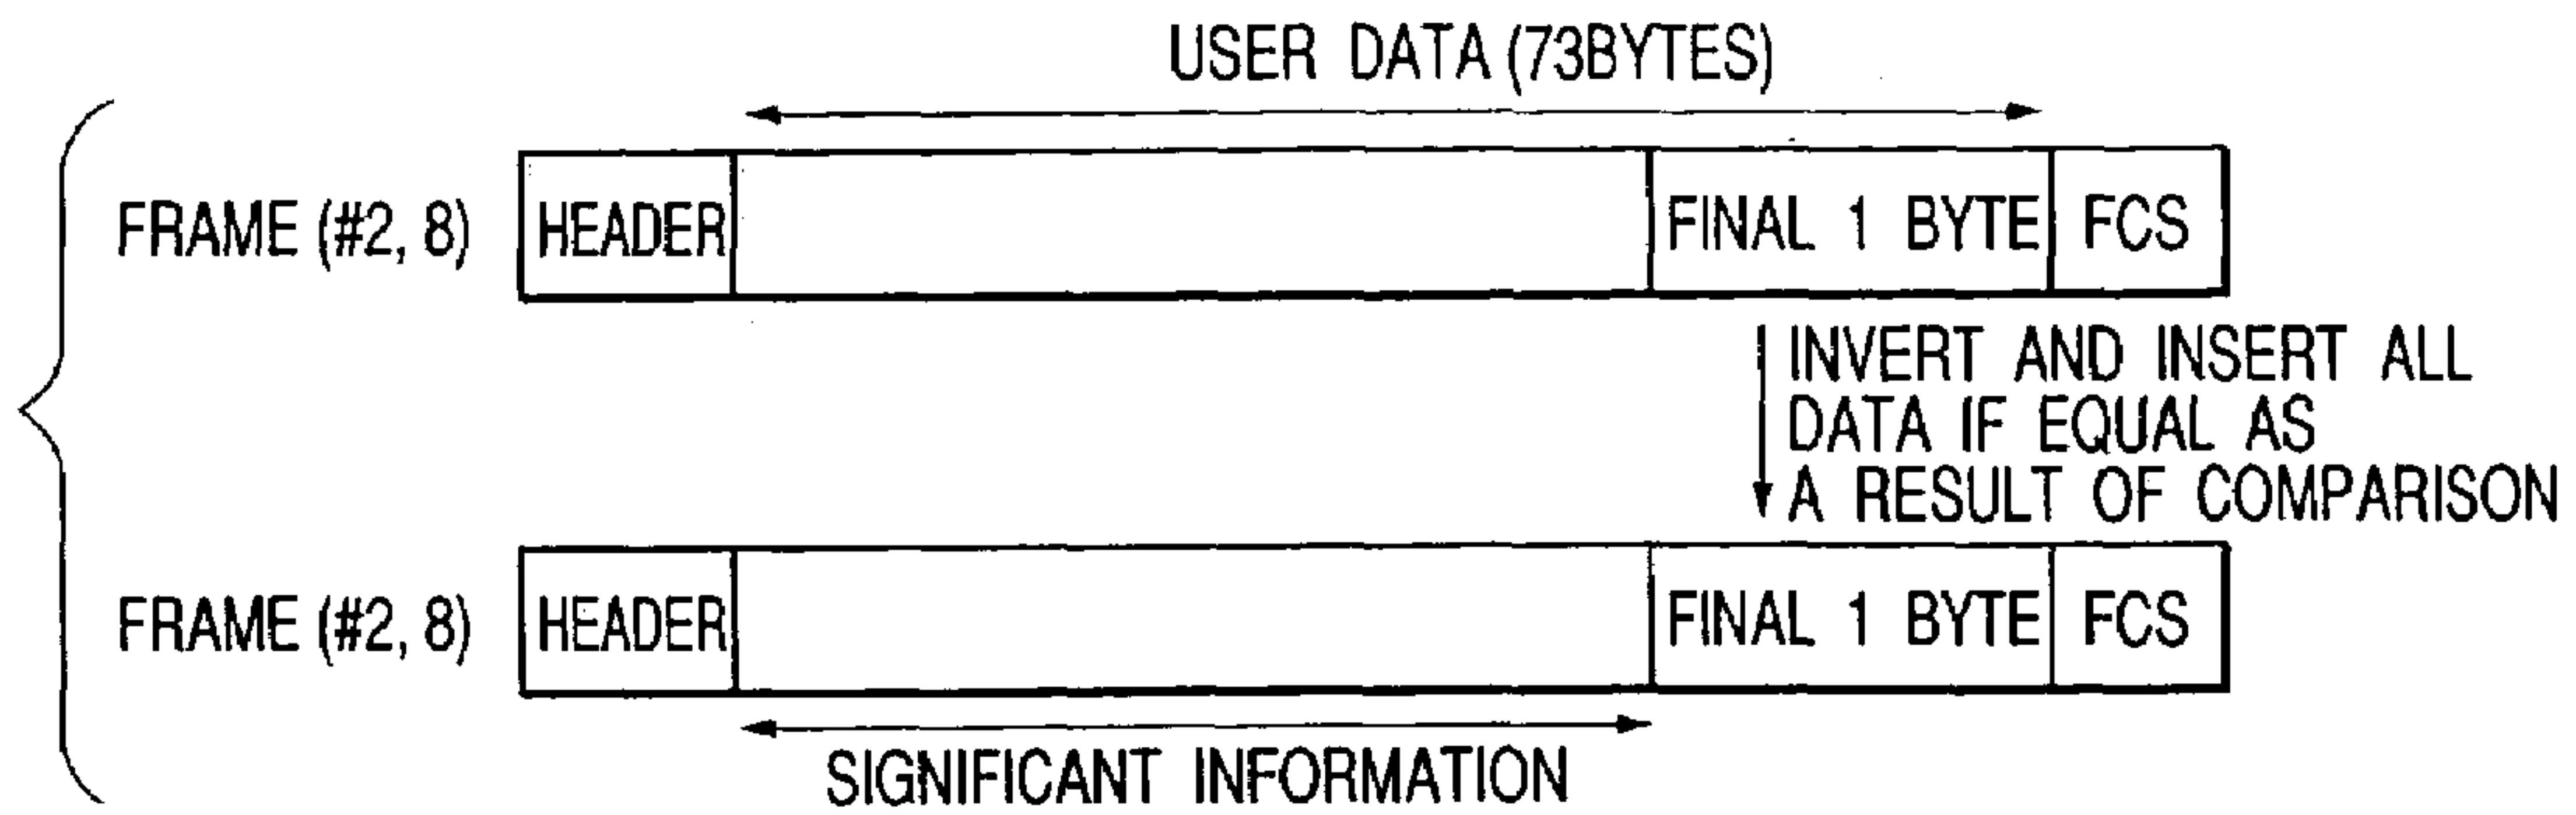 USER DATA (73BYTES)
FRAME (#2, 8) HEADER FINAL 1 BYTE FCS
INVERT AND INSERT ALL
DATA IF EQUAL AS
A RESULT OF COMPARISON
FRAME (#2, 8) HEADER FINAL 1 BYTE FCS
SIGNIFICANT INFORMATION